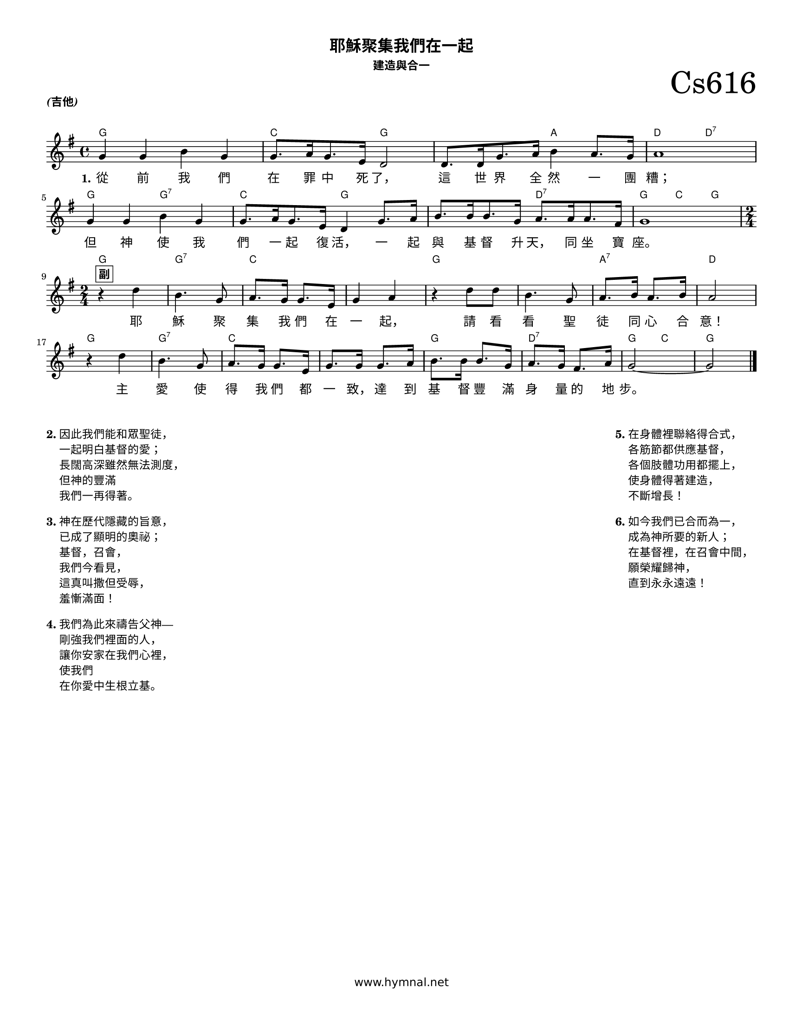 耶穌聚集我們在一起
建造與合一
Cs616
(吉他)
G C G A D D7
1. 從 前 我 們 在 罪 中 死了， 這 世 界 全 然 一 團 糟；
5 G G7 C G D7 G C G
但 神 使 我 們 一起 復活， 一 起 與 基 督 升天， 同 坐 寶 座。
9 副 G G7 C G A7 D
耶 穌 聚 集 我們 在 一 起， 請 看 看 聖 徒 同心 合 意！
17 G G7 C G D7 G C G
主 愛 使 得 我們 都 一 致，達 到 基 督豐 滿 身 量的 地 步。
2. 因此我們能和眾聖徒，
一起明白基督的愛；
長闊高深雖然無法測度，
但神的豐滿
我們一再得著。
3. 神在歷代隱藏的旨意，
已成了顯明的奧祕；
基督，召會，
我們今看見，
這真叫撒但受辱，
羞慚滿面！
4. 我們為此來禱告父神—
剛強我們裡面的人，
讓你安家在我們心裡，
使我們
在你愛中生根立基。
5. 在身體裡聯絡得合式，
各筋節都供應基督，
各個肢體功用都擺上，
使身體得著建造，
不斷增長！
6. 如今我們已合而為一，
成為神所要的新人；
在基督裡，在召會中間，
願榮耀歸神，
直到永永遠遠！
www.hymnal.net